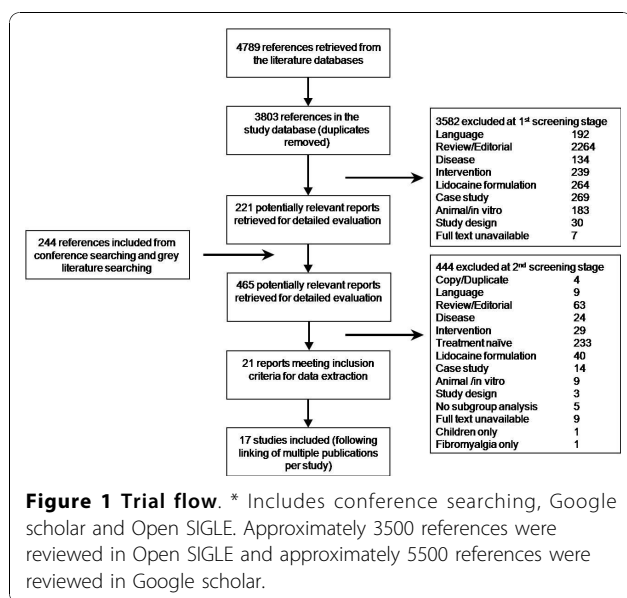 4789 references retrieved from
the literature databases
3803 references in the
study database (duplicates
removed)
3582 excluded at 1st screening stage
Language 192
Review/Editorial 2264
Disease 134
Intervention 239
Lidocaine formulation 264
Case study 269
Animal/in vitro 183
Study design 30
Full text unavailable 7
221 potentially relevant reports
retrieved for detailed evaluation
244 references included from
conference searching and grey
literature searching
465 potentially relevant reports
retrieved for detailed evaluation
444 excluded at 2nd screening stage
Copy/Duplicate 4
Language 9
Review/Editorial 63
Disease 24
Intervention 29
Treatment naïve 233
Lidocaine formulation 40
Case study 14
Animal /in vitro 9
Study design 3
No subgroup analysis 5
Full text unavailable 9
Children only 1
Fibromyalgia only 1
21 reports meeting inclusion
criteria for data extraction
17 studies included (following
linking of multiple publications
per study)
Figure 1 Trial flow. * Includes conference searching, Google
scholar and Open SIGLE. Approximately 3500 references were
reviewed in Open SIGLE and approximately 5500 references were
reviewed in Google scholar.